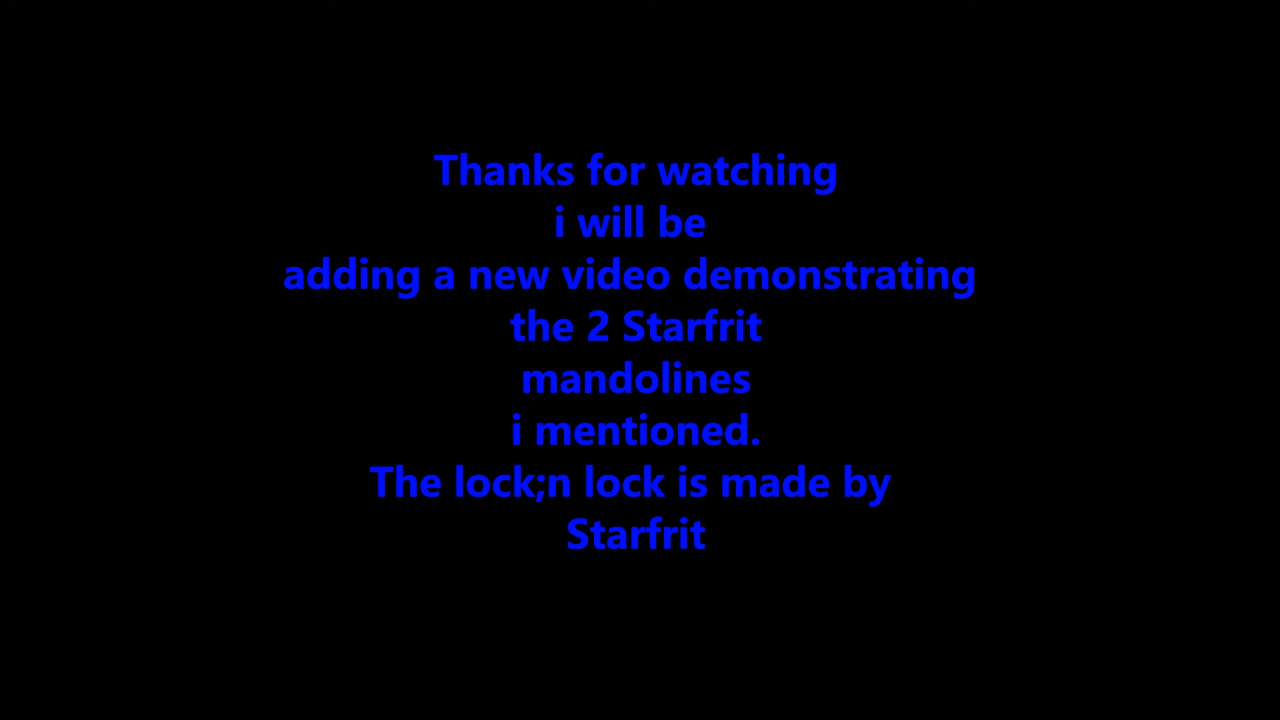 Thanks for watching
i will be
adding a new video demonstrating
the 2 Starfrit
mandolines
i mentioned.
The lock;n lock is made by
Starfrit